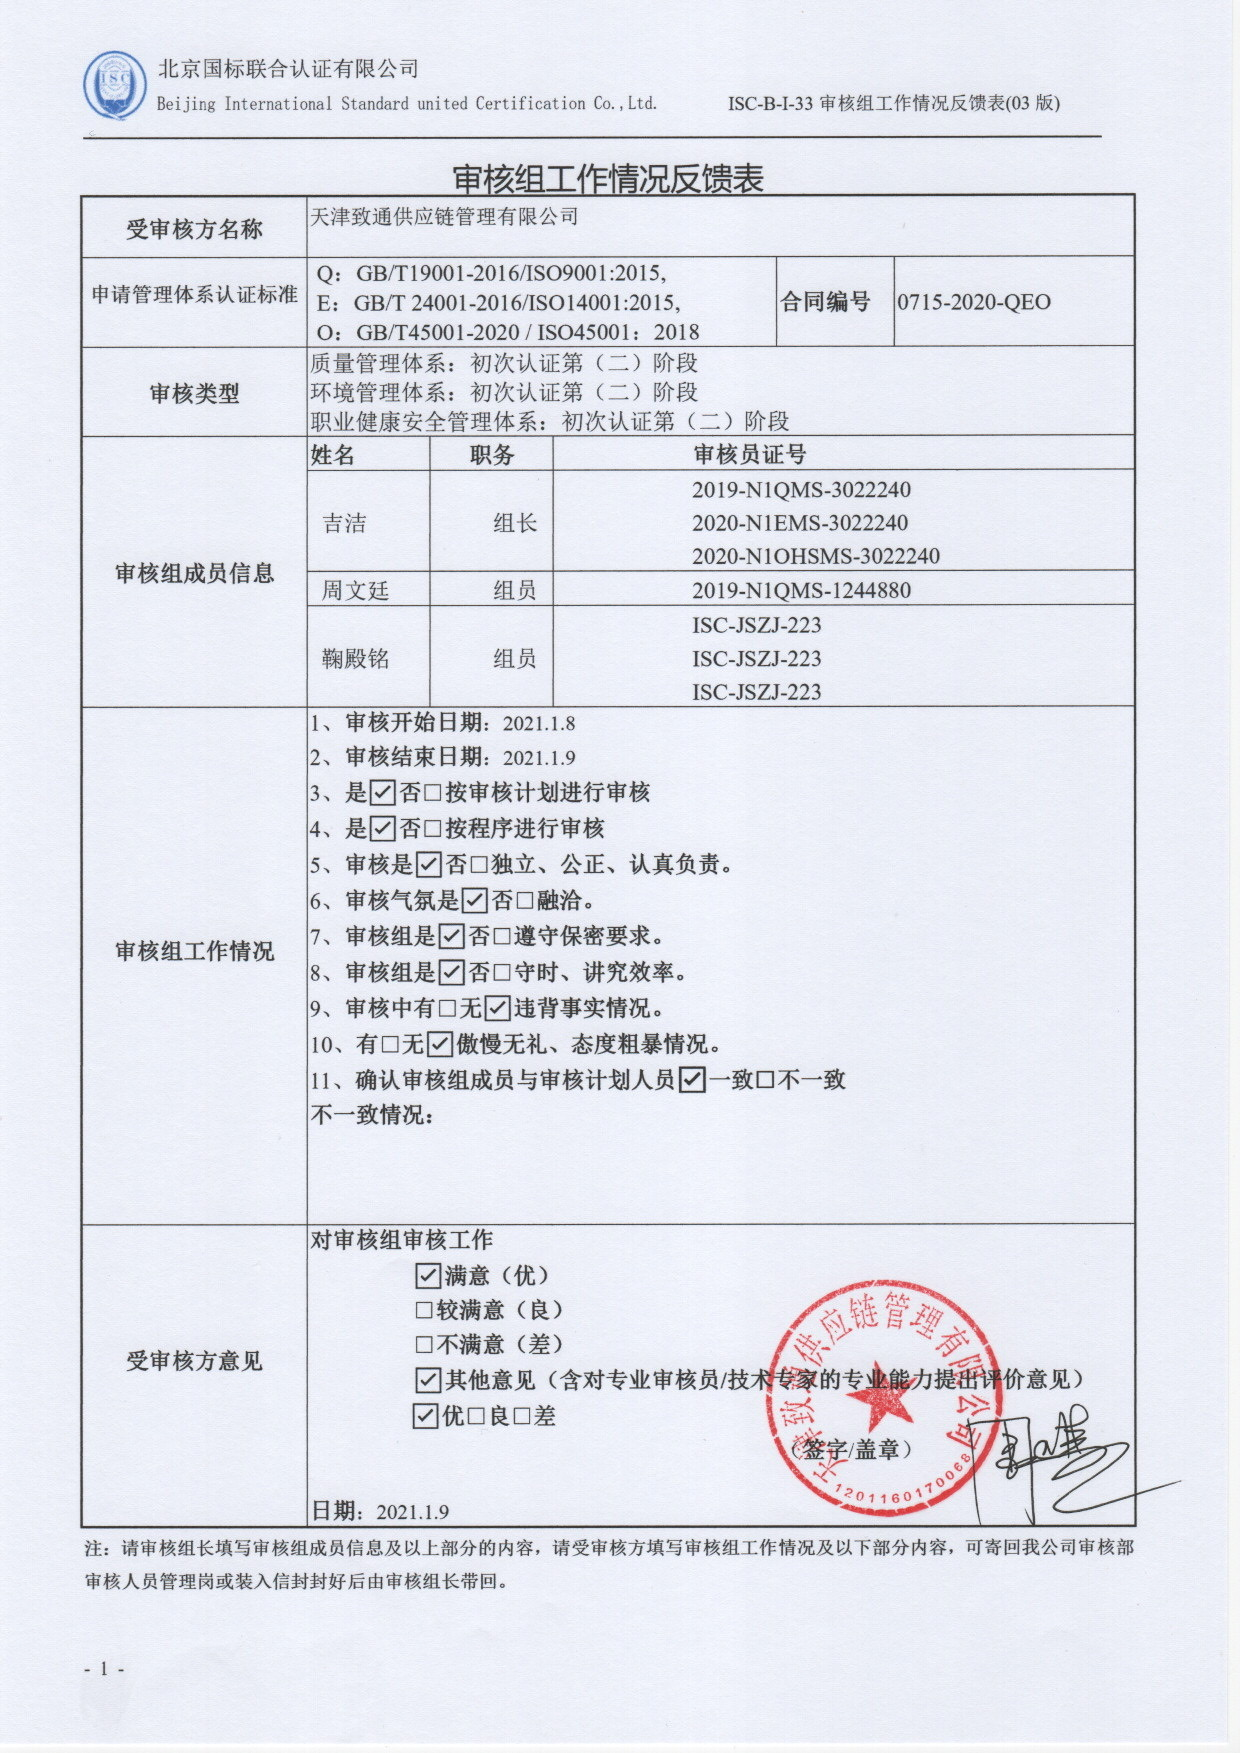 ISC
北京国标联合认证有限公司
Beijing International Standard united Certification Co.,Ltd.
ISC-B-I-33 审核组工作情况反馈表(03 版)
审核组工作情况反馈表
受审核方名称
天津致通供应链管理有限公司
申请管理体系认证标准
Q：GB/T19001-2016/ISO9001:2015,
E：GB/T 24001-2016/ISO14001:2015,
O：GB/T45001-2020 / ISO45001：2018
合同编号
0715-2020-QEO
审核类型
质量管理体系：初次认证第（二）阶段
环境管理体系：初次认证第（二）阶段
职业健康安全管理体系：初次认证第（二）阶段
审核组成员信息
姓名 职务 审核员证号
吉洁 组长
2019-N1QMS-3022240
2020-N1EMS-3022240
2020-N1OHSMS-3022240
周文廷 组员 2019-N1QMS-1244880
鞠殿铭 组员
ISC-JSZJ-223
ISC-JSZJ-223
ISC-JSZJ-223
审核组工作情况
1、审核开始日期：2021.1.8
2、审核结束日期：2021.1.9
3、是☑否□按审核计划进行审核
4、是☑否□按程序进行审核
5、审核是☑否□独立、公正、认真负责。
6、审核气氛是☑否□融洽。
7、审核组是☑否□遵守保密要求。
8、审核组是☑否□守时、讲究效率。
9、审核中有□无☑违背事实情况。
10、有□无☑傲慢无礼、态度粗暴情况。
11、确认审核组成员与审核计划人员☑一致□不一致
不一致情况：
受审核方意见
对审核组审核工作
☑满意（优）
□较满意（良）
□不满意（差）
☑其他意见（含对专业审核员/技术专家的专业能力提出评价意见）
☑优□良□差
（签字/盖章）
天津致通供应链管理有限公司
1201160170068
日期：2021.1.9
注：请审核组长填写审核组成员信息及以上部分的内容，请受审核方填写审核组工作情况及以下部分内容，可寄回我公司审核部
审核人员管理岗或装入信封封好后由审核组长带回。
- 1 -